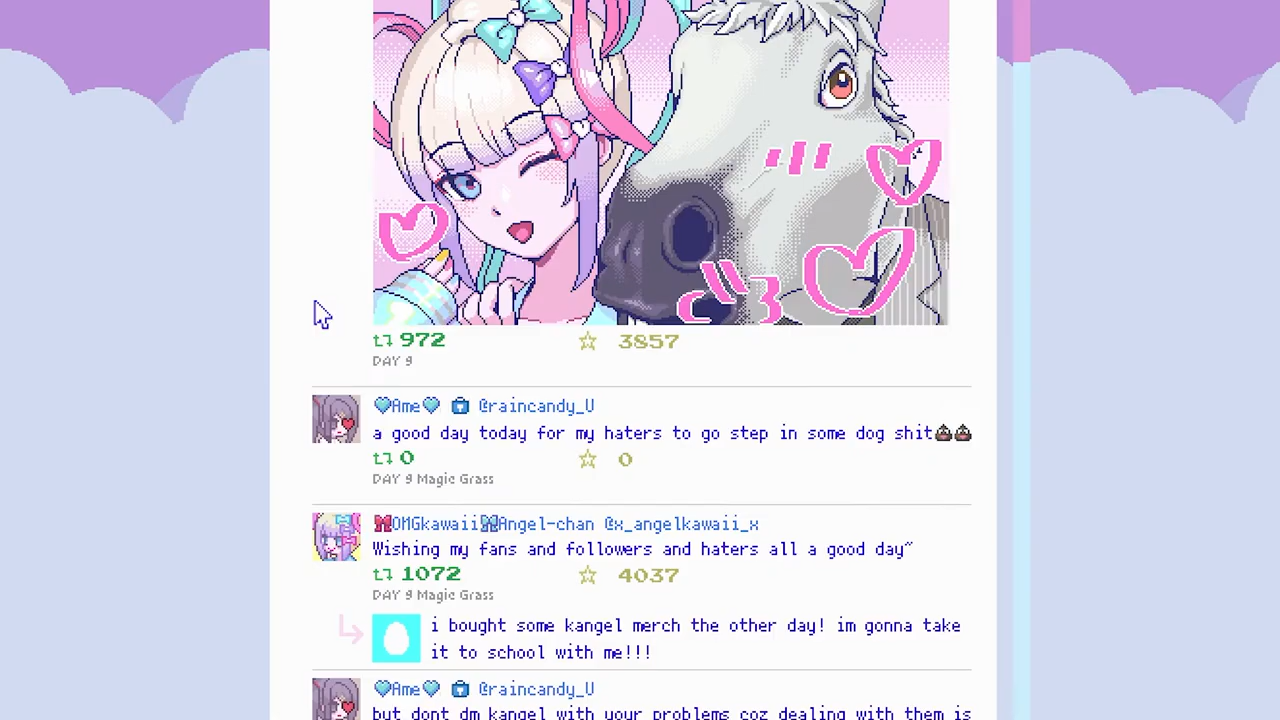 972 3857
DAY 9
Ame @raincandy_U
a good day today for my haters to go step in some dog shit
0 0
DAY 9 Magic Grass
OMGkawaii Angel-chan @x_angelkawaii_x
Wishing my fans and followers and haters all a good day~
1072 4037
DAY 9 Magic Grass
i bought some kangel merch the other day! im gonna take
it to school with me!!!
Ame @raincandy_U
but dont dm kangel with your problems coz dealing with them is